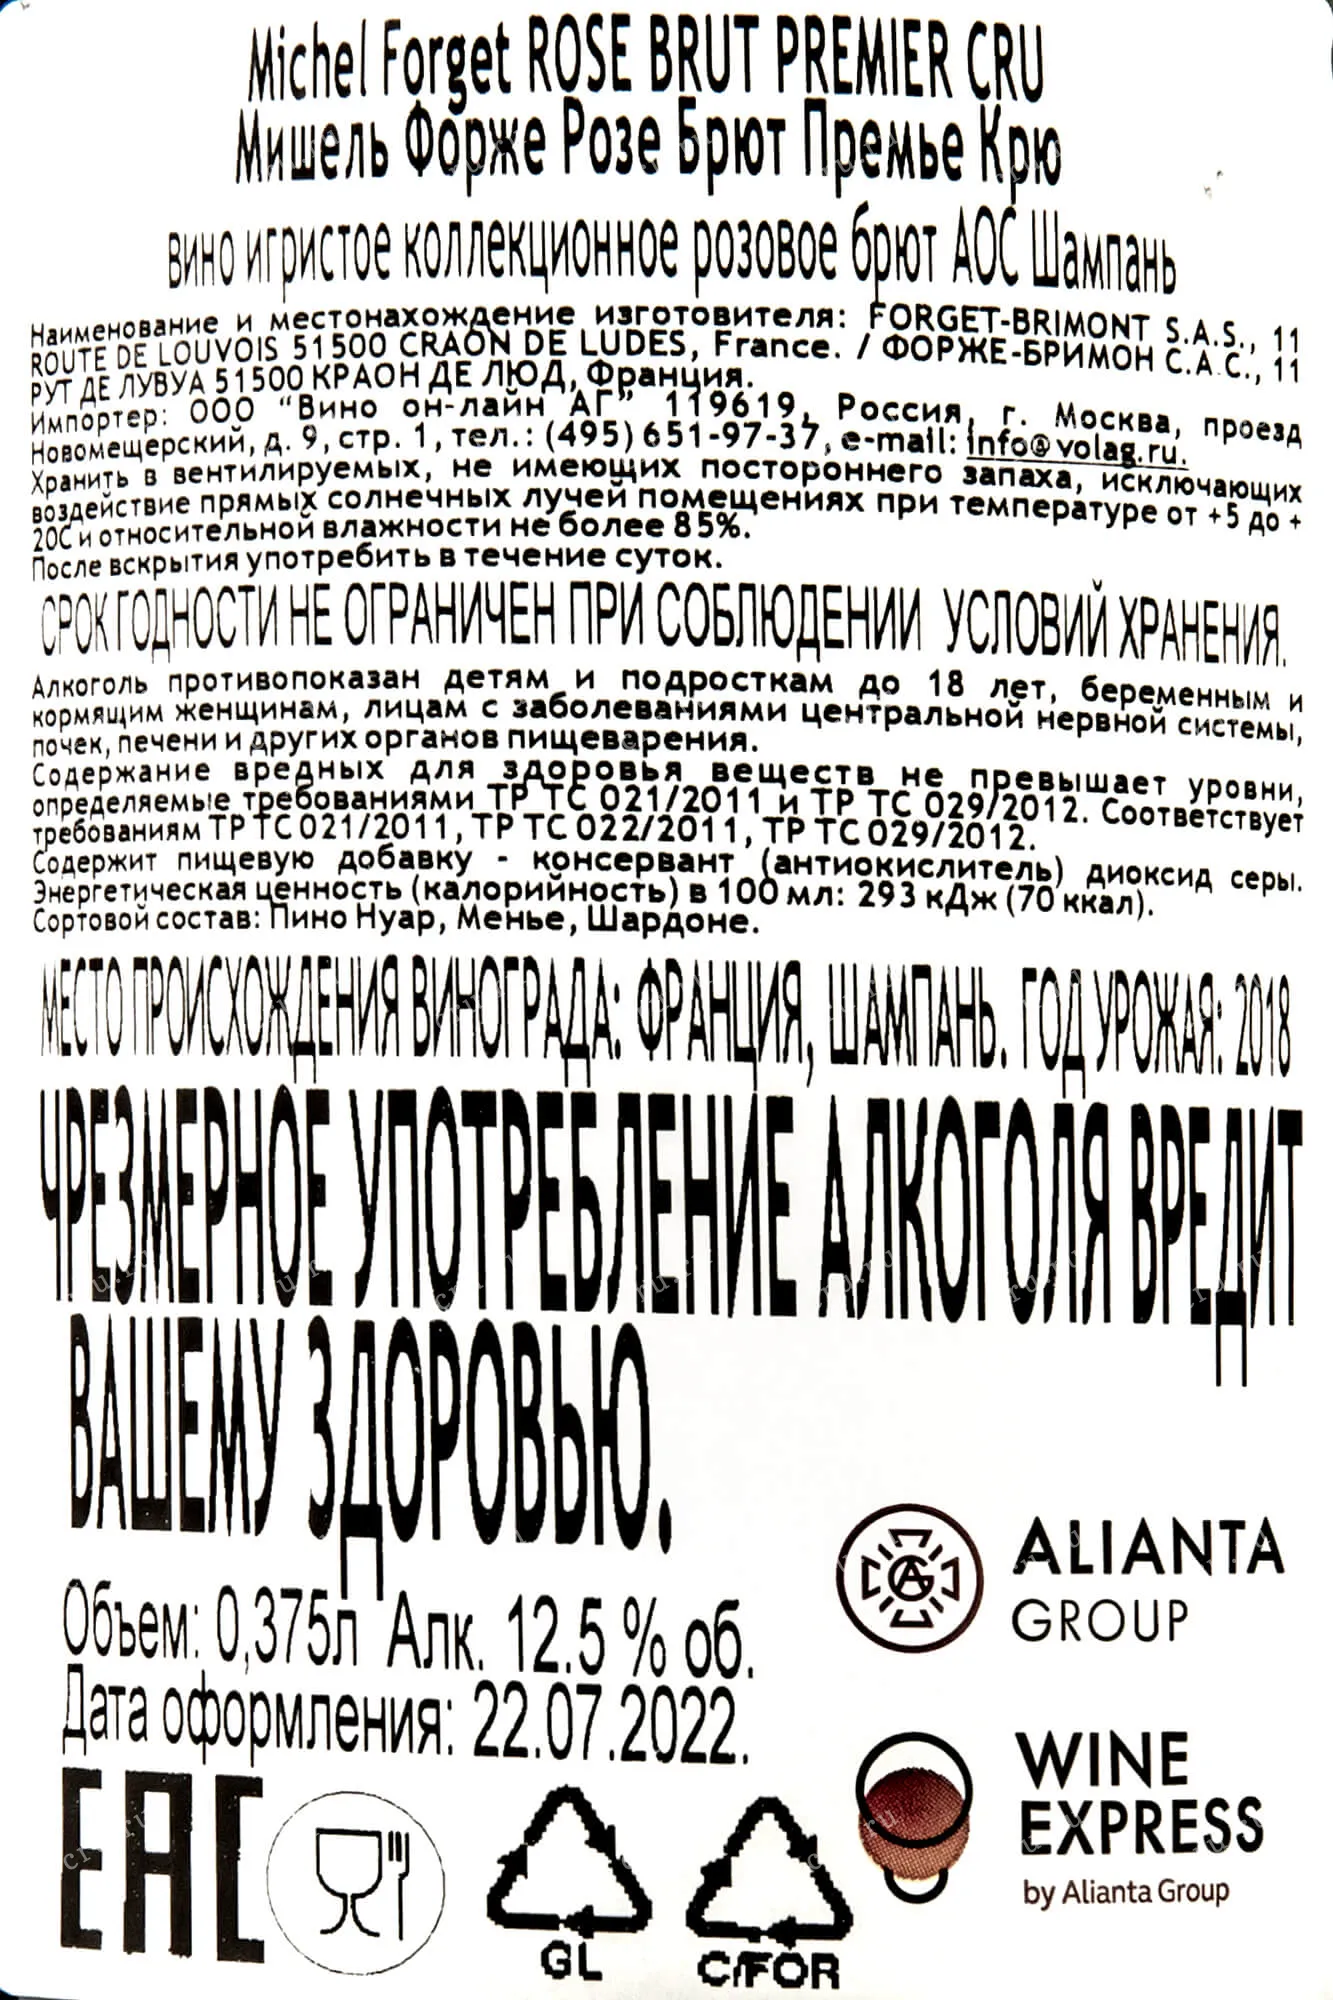 Michel Forget ROSE BRUT PREMIER CRU
Мишель Форже Розе Брют Премье Крю
вино игристое коллекционное розовое брют АОС Шампань
Наименование и местонахождение изготовителя: FORGET-BRIMONT S.A.S., 11
ROUTE DE LOUVOIS 51500 CRAON DE LUDES, France. / ФОРЖЕ-БРИМОН С.А.С., 11
РУТ ДЕ ЛУВУА 51500 КРАОН ДЕ ЛЮД, Франция.
Импортер: ООО "Вино он-лайн АГ" 119619, Россия, г. Москва, проезд
Новомещерский, д. 9, стр. 1, тел.: (495) 651-97-37, e-mail: info@volag.ru.
Хранить в вентилируемых, не имеющих постороннего запаха, исключающих
воздействие прямых солнечных лучей помещениях при температуре от +5 до +
20С и относительной влажности не более 85%.
После вскрытия употребить в течение суток.
СРОК ГОДНОСТИ НЕ ОГРАНИЧЕН ПРИ СОБЛЮДЕНИИ УСЛОВИЙ ХРАНЕНИЯ.
Алкоголь противопоказан детям и подросткам до 18 лет, беременным и
кормящим женщинам, лицам с заболеваниями центральной нервной системы,
почек, печени и других органов пищеварения.
Содержание вредных для здоровья веществ не превышает уровни,
определяемые требованиями ТР ТС 021/2011 и ТР ТС 029/2012. Соответствует
требованиям ТР ТС 021/2011, ТР ТС 022/2011, ТР ТС 029/2012.
Содержит пищевую добавку - консервант (антиокислитель) диоксид серы.
Энергетическая ценность (калорийность) в 100 мл: 293 кДж (70 ккал).
Сортовой состав: Пино Нуар, Менье, Шардоне.
МЕСТО ПРОИСХОЖДЕНИЯ ВИНОГРАДА: ФРАНЦИЯ, ШАМПАНЬ. ГОД УРОЖАЯ: 2018
ЧРЕЗМЕРНОЕ УПОТРЕБЛЕНИЕ АЛКОГОЛЯ ВРЕДИТ
ВАШЕМУ ЗДОРОВЬЮ.
Объем: 0,375л Алк. 12.5 % об.
Дата оформления: 22.07.2022.
ALIANTA
GROUP
WINE
EXPRESS
by Alianta Group
ЕАС
GL
C/FOR